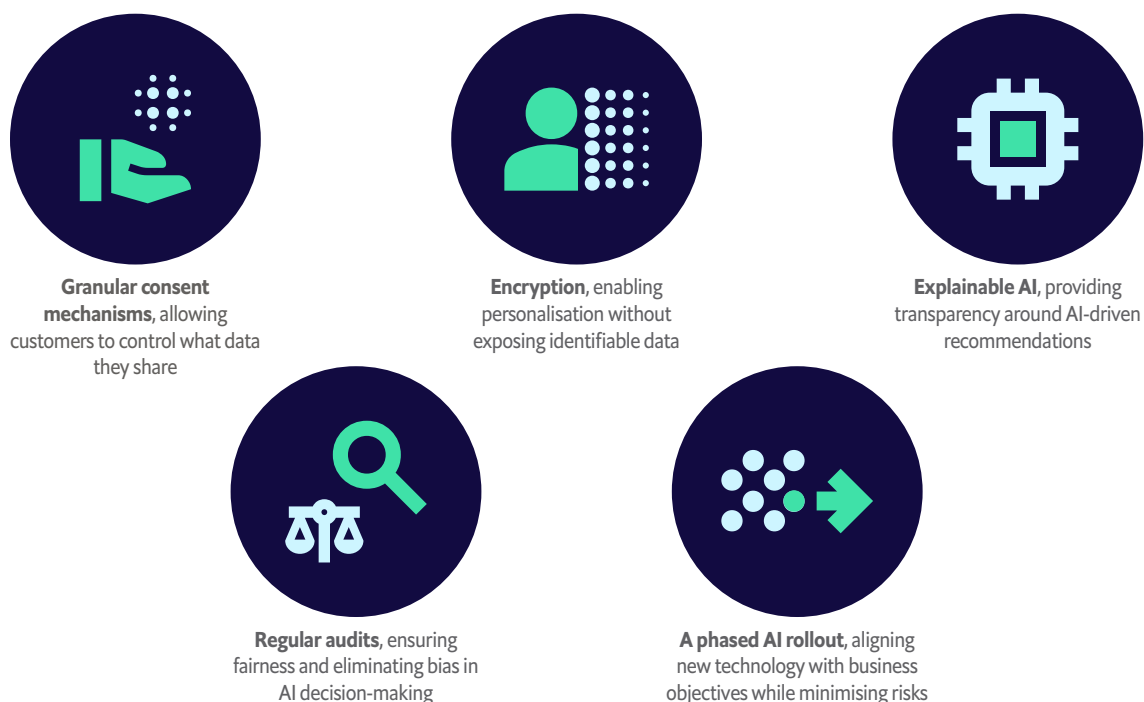 Granular consent
mechanisms, allowing
customers to control what data
they share
Encryption, enabling
personalisation without
exposing identifiable data
Explainable AI, providing
transparency around AI-driven
recommendations
Regular audits, ensuring
fairness and eliminating bias in
AI decision-making
A phased AI rollout, aligning
new technology with business
objectives while minimising risks